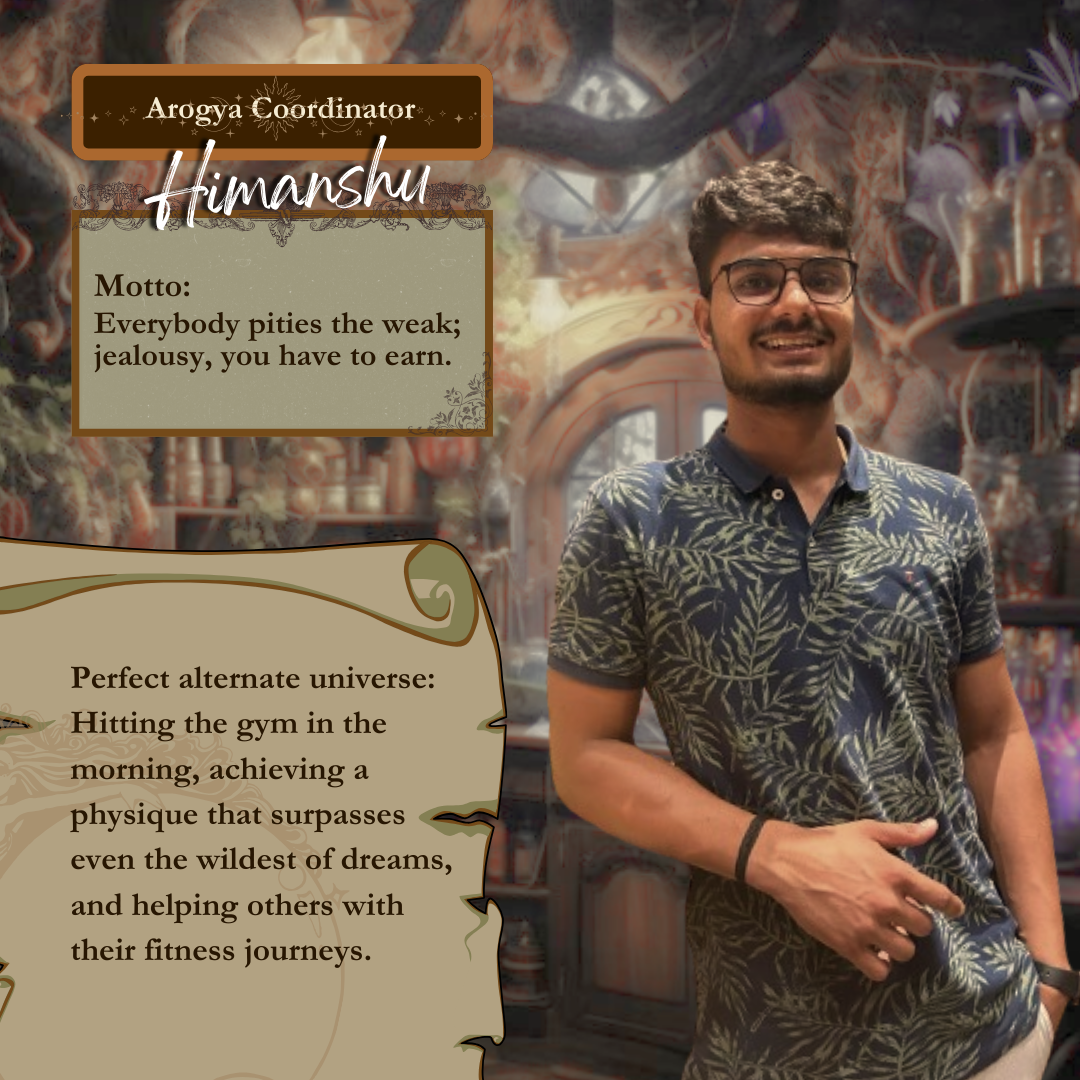 Arogya Coordinator
Himanshu
Motto:
Everybody pities the weak;
jealousy, you have to earn.
Perfect alternate universe:
Hitting the gym in the
morning, achieving a
physique that surpasses
even the wildest of dreams,
and helping others with
their fitness journeys.